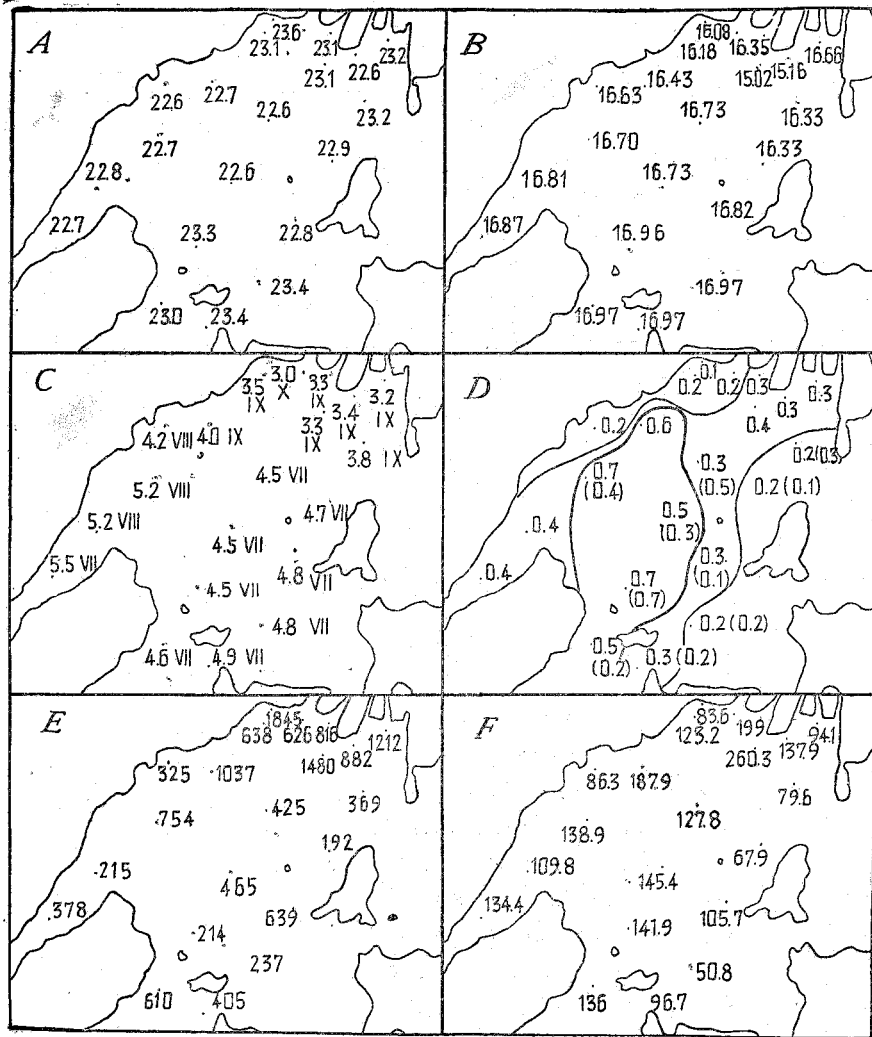 A
23.6
23.1 23.1 23.2
23.1 22.6
22.6 22.7 22.6 23.2
22.7 22.9
22.8 22.6
22.7 23.3 22.8
23.4
23.0 23.4
B
16.08
16.18 16.35 16.66
16.43 15.02 15.16
16.63 16.73 16.33
16.70 16.33
16.81 16.73
16.87 16.96 16.82
16.97
16.97 16.97
C
3.5 3.0 3.3 3.2
IX X IX IX
3.4
IX
4.2 VIII 4.0 IX 3.3
IX
3.8 IX
5.2 VIII 4.5 VII
5.2 VIII 4.7 VII
5.5 VII 4.5 VII
4.5 VII 4.8 VII
4.8 VII
4.6 VII 4.9 VII
D
0.1
0.2 0.2 0.3 0.3
0.3
0.2 0.6 0.4
0.2 (0.3)
0.7 0.3
(0.4) (0.5) 0.2 (0.1)
0.4 0.5
(0.3)
0.4 0.3
(0.1)
0.7
(0.7)
0.2 (0.2)
0.5 0.3 (0.2)
(0.2)
E
1845
638 626 816 1212
325 1037 1480 882
754 425 369
1.92
215 465
378 639
214
237
610 405
F
83.6
123.2 199 94.1
260.3 137.9
86.3 187.9 79.6
127.8
138.9
109.8 67.9
145.4
134.4 141.9 105.7
50.8
136 96.7